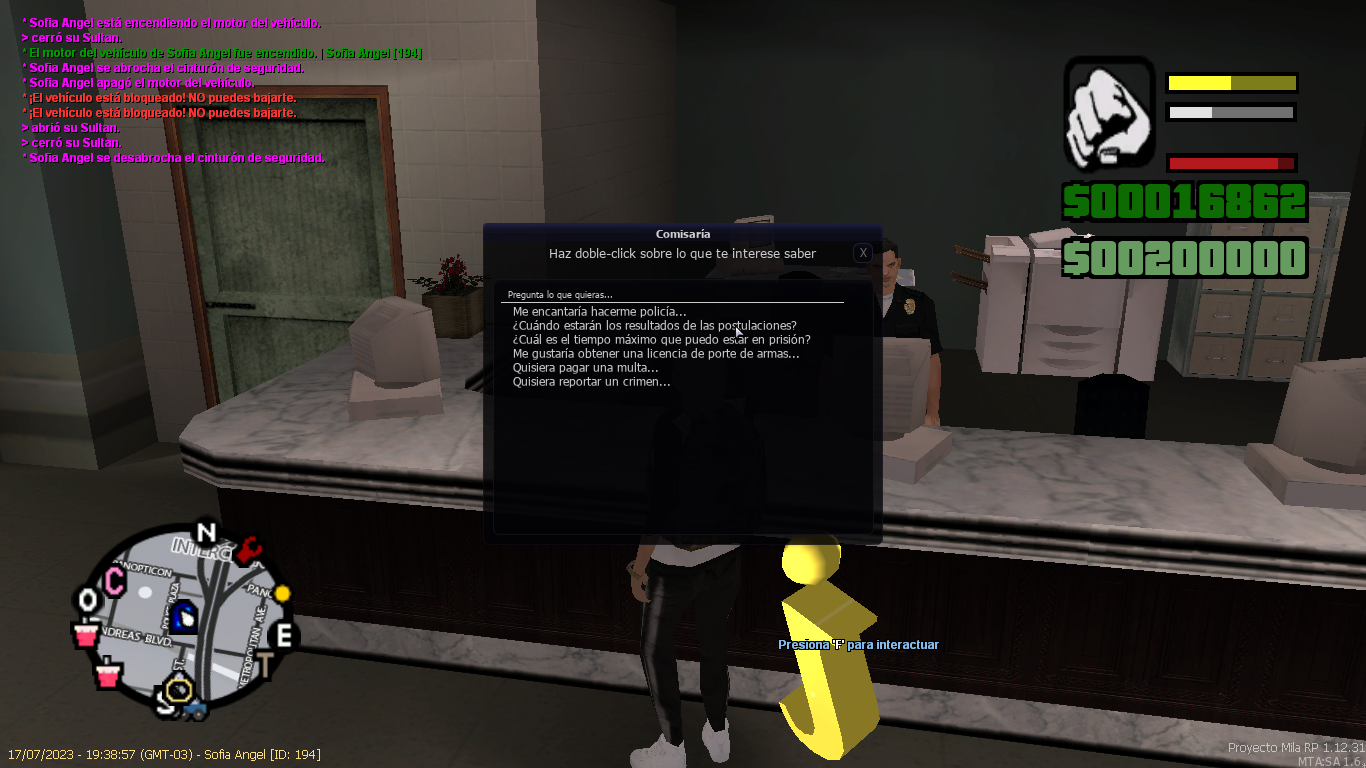 * Sofia Angel está encendiendo el motor del vehículo.
> cerró su Sultan.
* El motor del vehículo de Sofia Angel fue encendido. | Sofia Angel [194]
* Sofia Angel se abrocha el cinturón de seguridad.
* Sofia Angel apagó el motor del vehículo.
* ¡El vehículo está bloqueado! NO puedes bajarte.
* ¡El vehículo está bloqueado! NO puedes bajarte.
> abrió su Sultan.
> cerró su Sultan.
* Sofia Angel se desabrocha el cinturón de seguridad.
$00016862
$00200000
Comisaría
Haz doble-click sobre lo que te interese saber
X
Pregunta lo que quieras...
Me encantaría hacerme policía...
¿Cuándo estarán los resultados de las postulaciones?
¿Cuál es el tiempo máximo que puedo estar en prisión?
Me gustaría obtener una licencia de porte de armas...
Quisiera pagar una multa...
Quisiera reportar un crimen...
Presiona 'F' para interactuar
N
C
O
E
T
S
NDREAS BLVD.
ST.
17/07/2023 - 19:38:57 (GMT-03) - Sofia Angel [ID: 194]
Proyecto Mila RP 1.12.31
MTA:SA 1.6